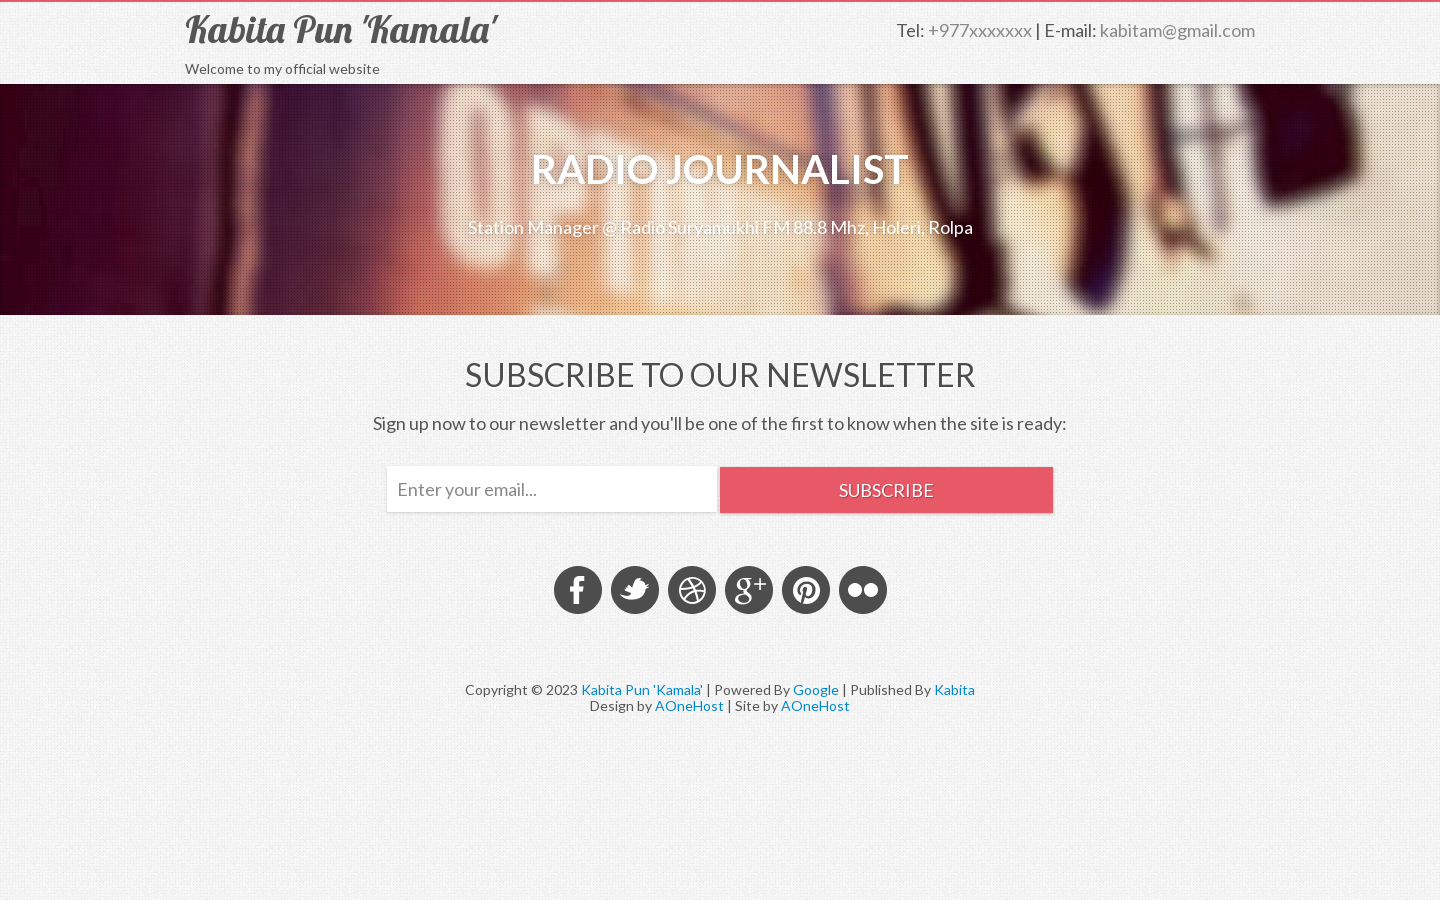 Kabita Pun 'Kamala'
Tel: +977xxxxxxx | E-mail: kabitam@gmail.com
Welcome to my official website
RADIO JOURNALIST
Station Manager @ Radio Suryamukhi FM 88.8 Mhz, Holeri, Rolpa
SUBSCRIBE TO OUR NEWSLETTER
Sign up now to our newsletter and you'll be one of the first to know when the site is ready:
Enter your email...
SUBSCRIBE
Copyright © 2023 Kabita Pun 'Kamala' | Powered By Google | Published By Kabita
Design by AOneHost | Site by AOneHost